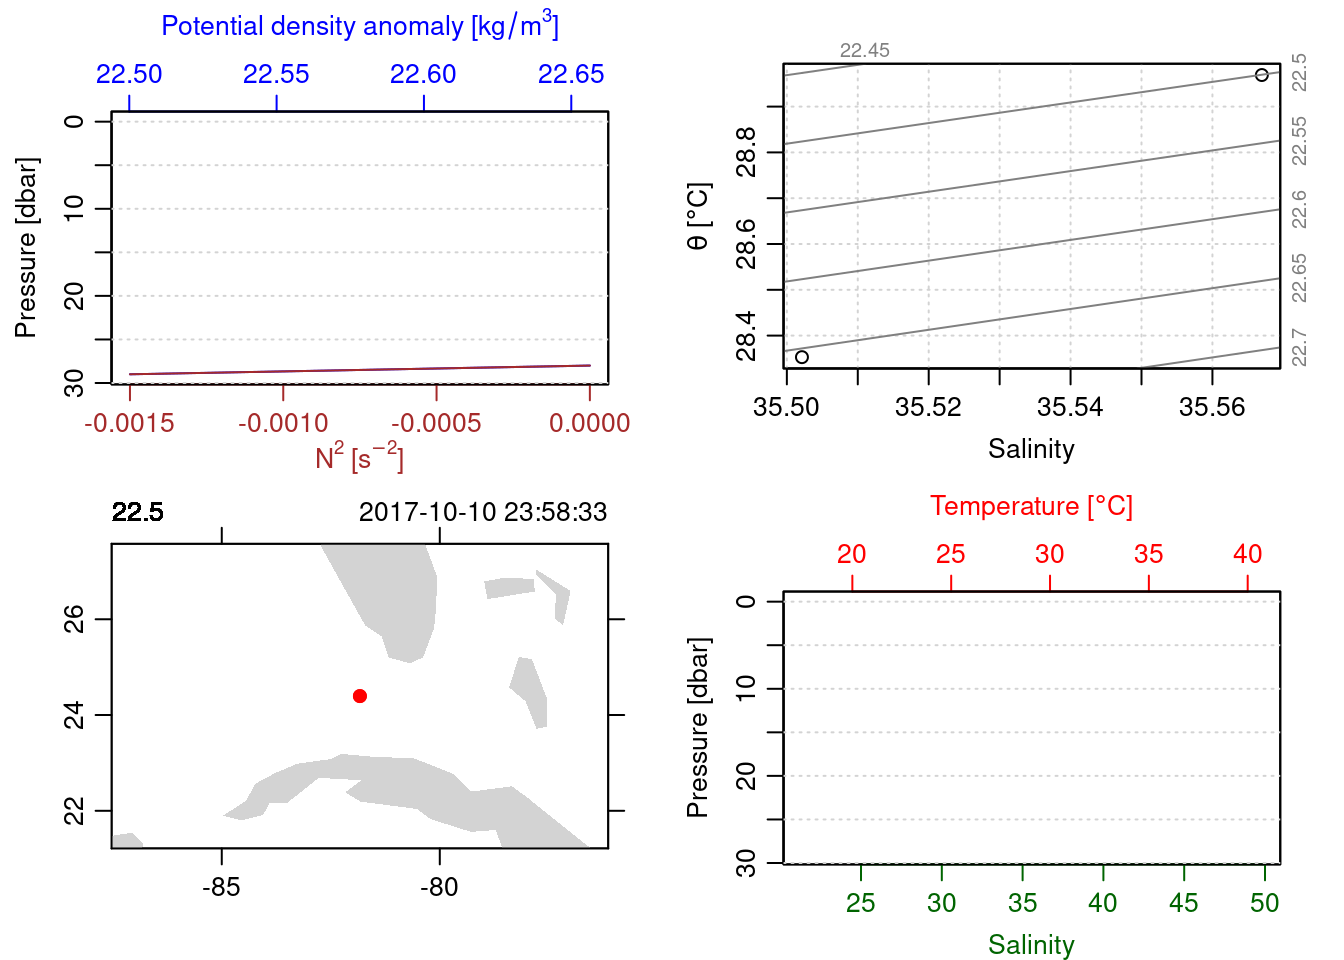 Potential density anomaly [kg/m³]
22.50 22.55 22.60 22.65
0
10
20
30
Pressure [dbar]
-0.0015 -0.0010 -0.0005 0.0000
N² [s⁻²]
22.45
22.5
22.55
22.6
22.65
22.7
28.8
28.6
28.4
θ [°C]
35.50 35.52 35.54 35.56
Salinity
22.5 2017-10-10 23:58:33
26
24
22
-85 -80
Temperature [°C]
20 25 30 35 40
0
10
20
30
Pressure [dbar]
25 30 35 40 45 50
Salinity